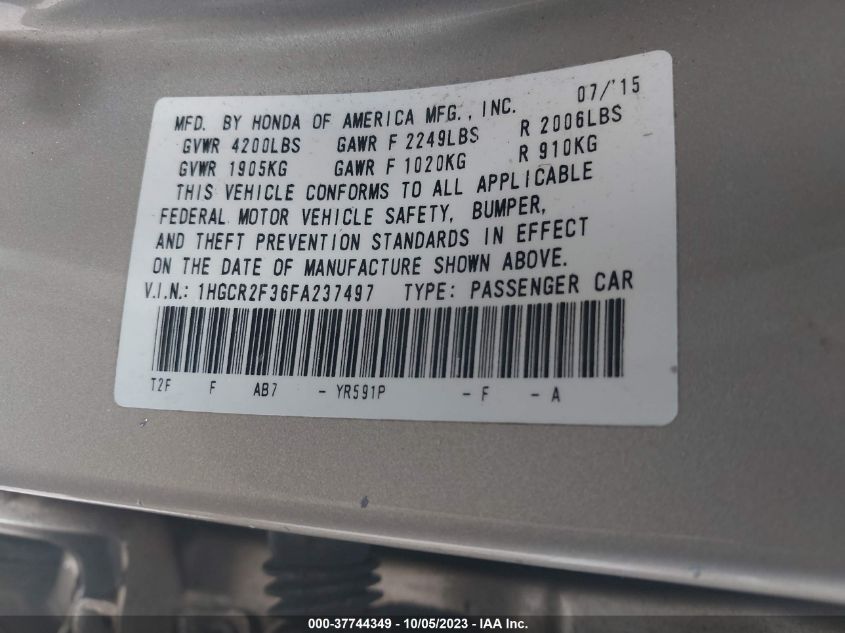 07/'15
MFD. BY HONDA OF AMERICA MFG., INC.
GVWR 4200LBS GAWR F 2249LBS R 2006LBS
GVWR 1905KG GAWR F 1020KG R 910KG
THIS VEHICLE CONFORMS TO ALL APPLICABLE
FEDERAL MOTOR VEHICLE SAFETY, BUMPER,
AND THEFT PREVENTION STANDARDS IN EFFECT
ON THE DATE OF MANUFACTURE SHOWN ABOVE.
V.I.N.: 1HGCR2F36FA237497 TYPE: PASSENGER CAR
T2F F AB7 - YR591P - F - A
000-37744349 - 10/05/2023 - IAA Inc.